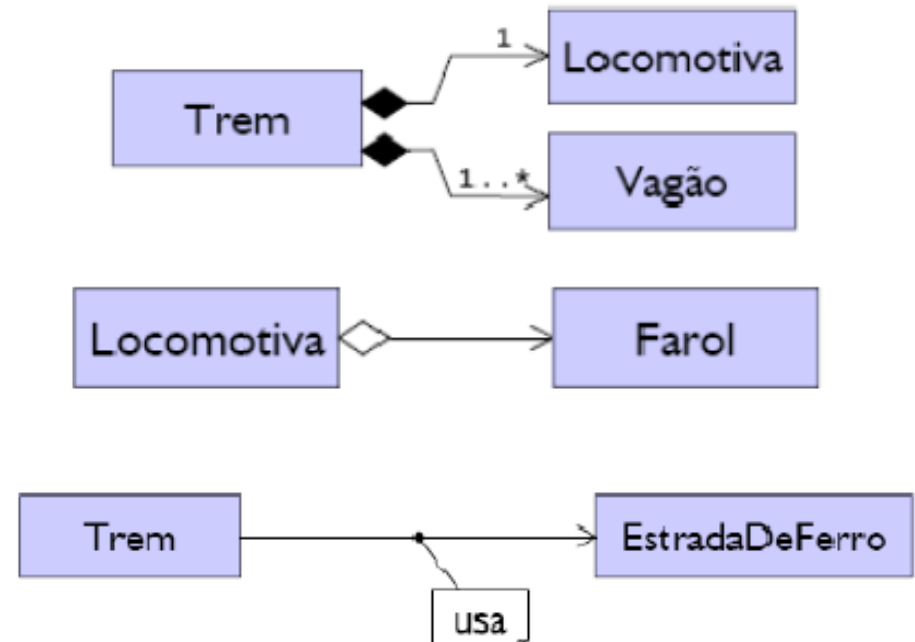 1
Locomotiva
Trem
1..*
Vagão
Locomotiva
Farol
Trem
EstradaDeFerro
usa